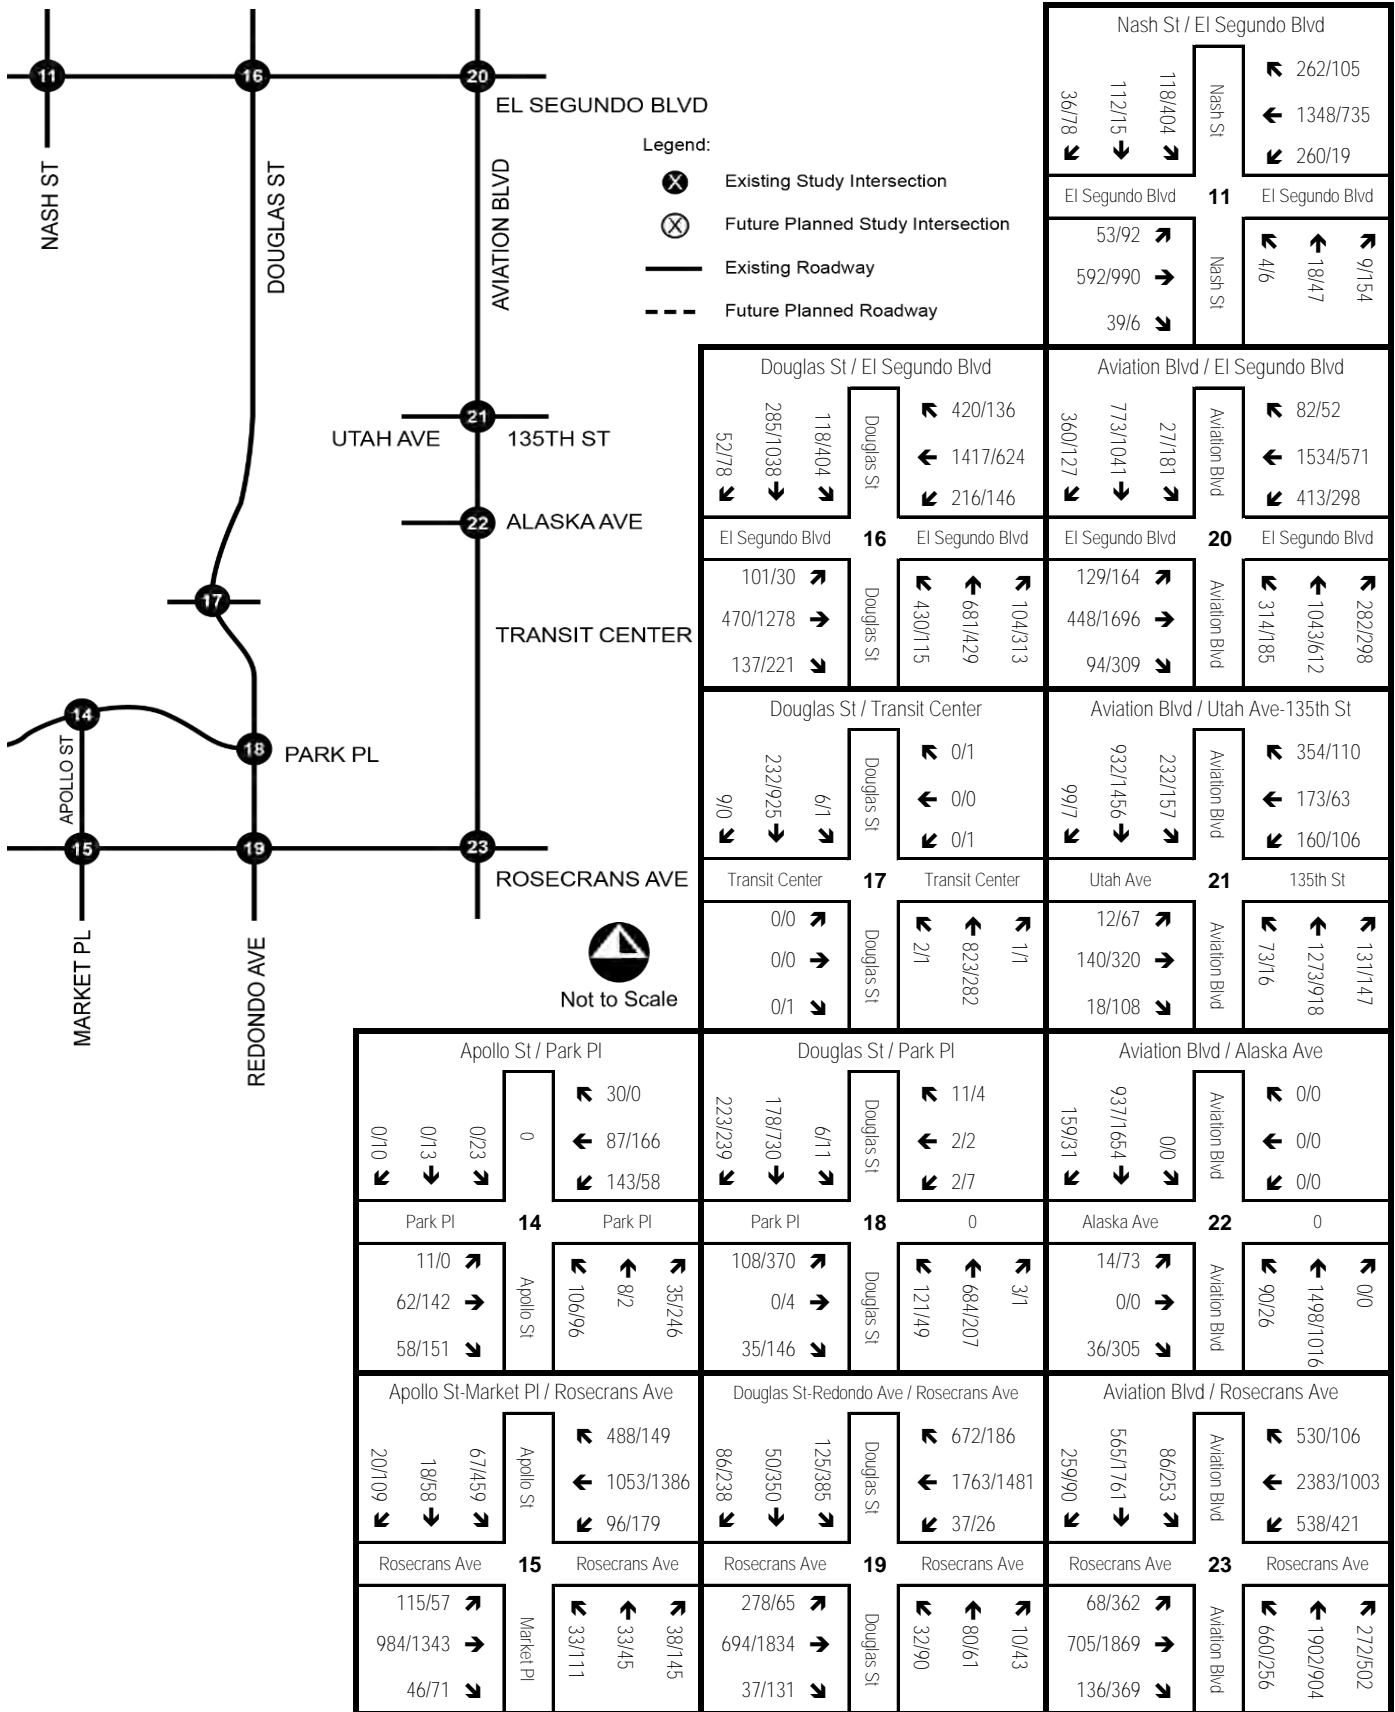 11
16
20
EL SEGUNDO BLVD
NASH ST
DOUGLAS ST
AVIATION BLVD
Legend:
X Existing Study Intersection
X Future Planned Study Intersection
Existing Roadway
Future Planned Roadway
UTAH AVE
21
135TH ST
22
ALASKA AVE
17
TRANSIT CENTER
14
18
PARK PL
APOLLO ST
15
19
23
ROSECRANS AVE
MARKET PL
REDONDO AVE
Not to Scale
Nash St / El Segundo Blvd
36/78
112/15
118/404
Nash St
262/105
1348/735
260/19
El Segundo Blvd 11 El Segundo Blvd
53/92
592/990
39/6
Nash St
4/6
18/47
9/154
Douglas St / El Segundo Blvd
52/78
285/1038
118/404
Douglas St
420/136
1417/624
216/146
El Segundo Blvd 16 El Segundo Blvd
101/30
470/1278
137/221
Douglas St
430/115
681/429
104/313
Aviation Blvd / El Segundo Blvd
360/127
773/1041
27/181
Aviation Blvd
82/52
1534/571
413/298
El Segundo Blvd 20 El Segundo Blvd
129/164
448/1696
94/309
Aviation Blvd
314/185
1043/612
282/298
Douglas St / Transit Center
9/0
232/925
6/1
Douglas St
0/1
0/0
0/1
Transit Center 17 Transit Center
0/0
0/0
0/1
Douglas St
2/1
823/282
1/1
Aviation Blvd / Utah Ave-135th St
99/7
932/1456
232/157
Aviation Blvd
354/110
173/63
160/106
Utah Ave 21 135th St
12/67
140/320
18/108
Aviation Blvd
73/16
1273/918
131/147
Apollo St / Park Pl
0/10
0/13
0/23
0
30/0
87/166
143/58
Park Pl 14 Park Pl
11/0
62/142
58/151
Apollo St
106/96
8/2
35/246
Douglas St / Park Pl
223/239
178/730
6/11
Douglas St
11/4
2/2
2/7
Park Pl 18 0
108/370
0/4
35/146
Douglas St
121/49
684/207
3/1
Aviation Blvd / Alaska Ave
159/31
937/1654
0/0
Aviation Blvd
0/0
0/0
0/0
Alaska Ave 22 0
14/73
0/0
36/305
Aviation Blvd
90/26
1498/1016
0/0
Apollo St-Market Pl / Rosecrans Ave
20/109
18/58
67/459
Apollo St
488/149
1053/1386
96/179
Rosecrans Ave 15 Rosecrans Ave
115/57
984/1343
46/71
Market Pl
33/111
33/45
38/145
Douglas St-Redondo Ave / Rosecrans Ave
86/238
50/350
125/385
Douglas St
672/186
1763/1481
37/26
Rosecrans Ave 19 Rosecrans Ave
278/65
694/1834
37/131
Douglas St
32/90
80/61
10/43
Aviation Blvd / Rosecrans Ave
259/90
565/1761
86/253
Aviation Blvd
530/106
2383/1003
538/421
Rosecrans Ave 23 Rosecrans Ave
68/362
705/1869
136/369
Aviation Blvd
660/256
1902/904
272/502